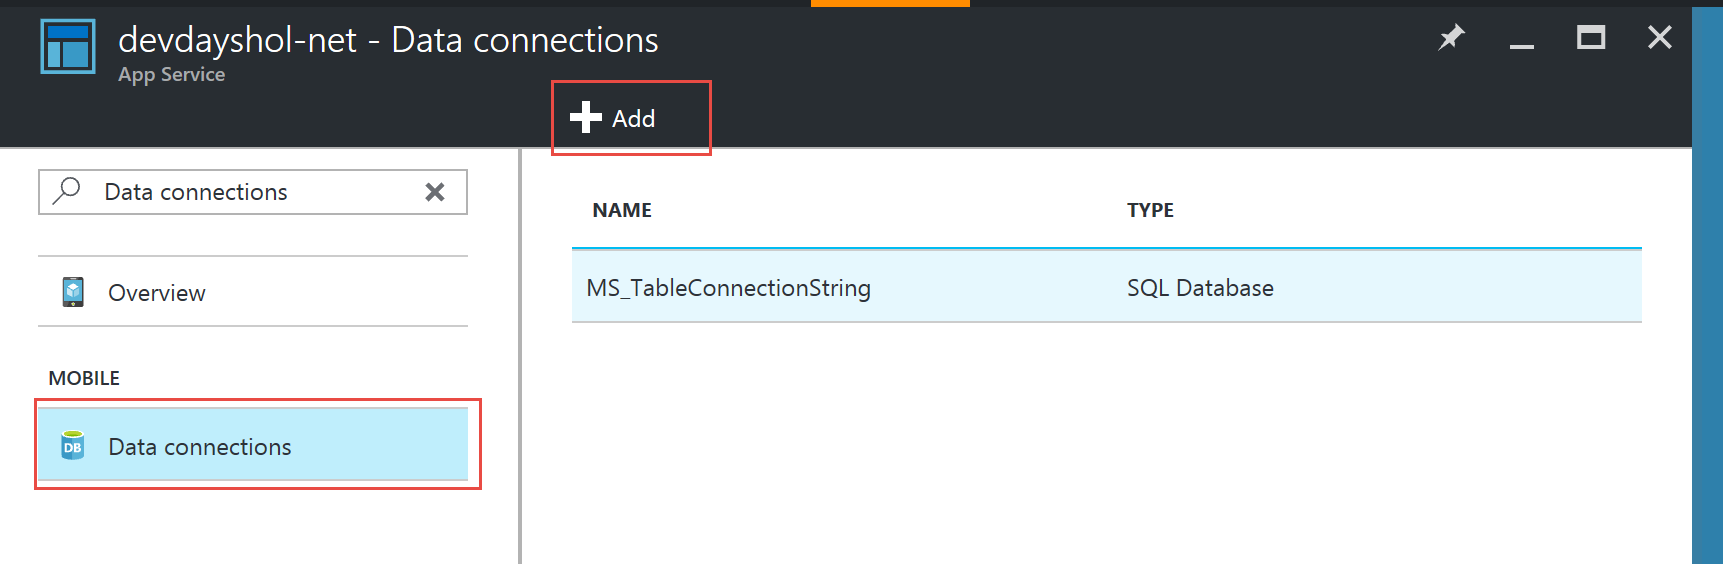 devdayshol-net - Data connections
App Service
Add
Data connections
Overview
MOBILE
DB Data connections
NAME TYPE
MS_TableConnectionString SQL Database